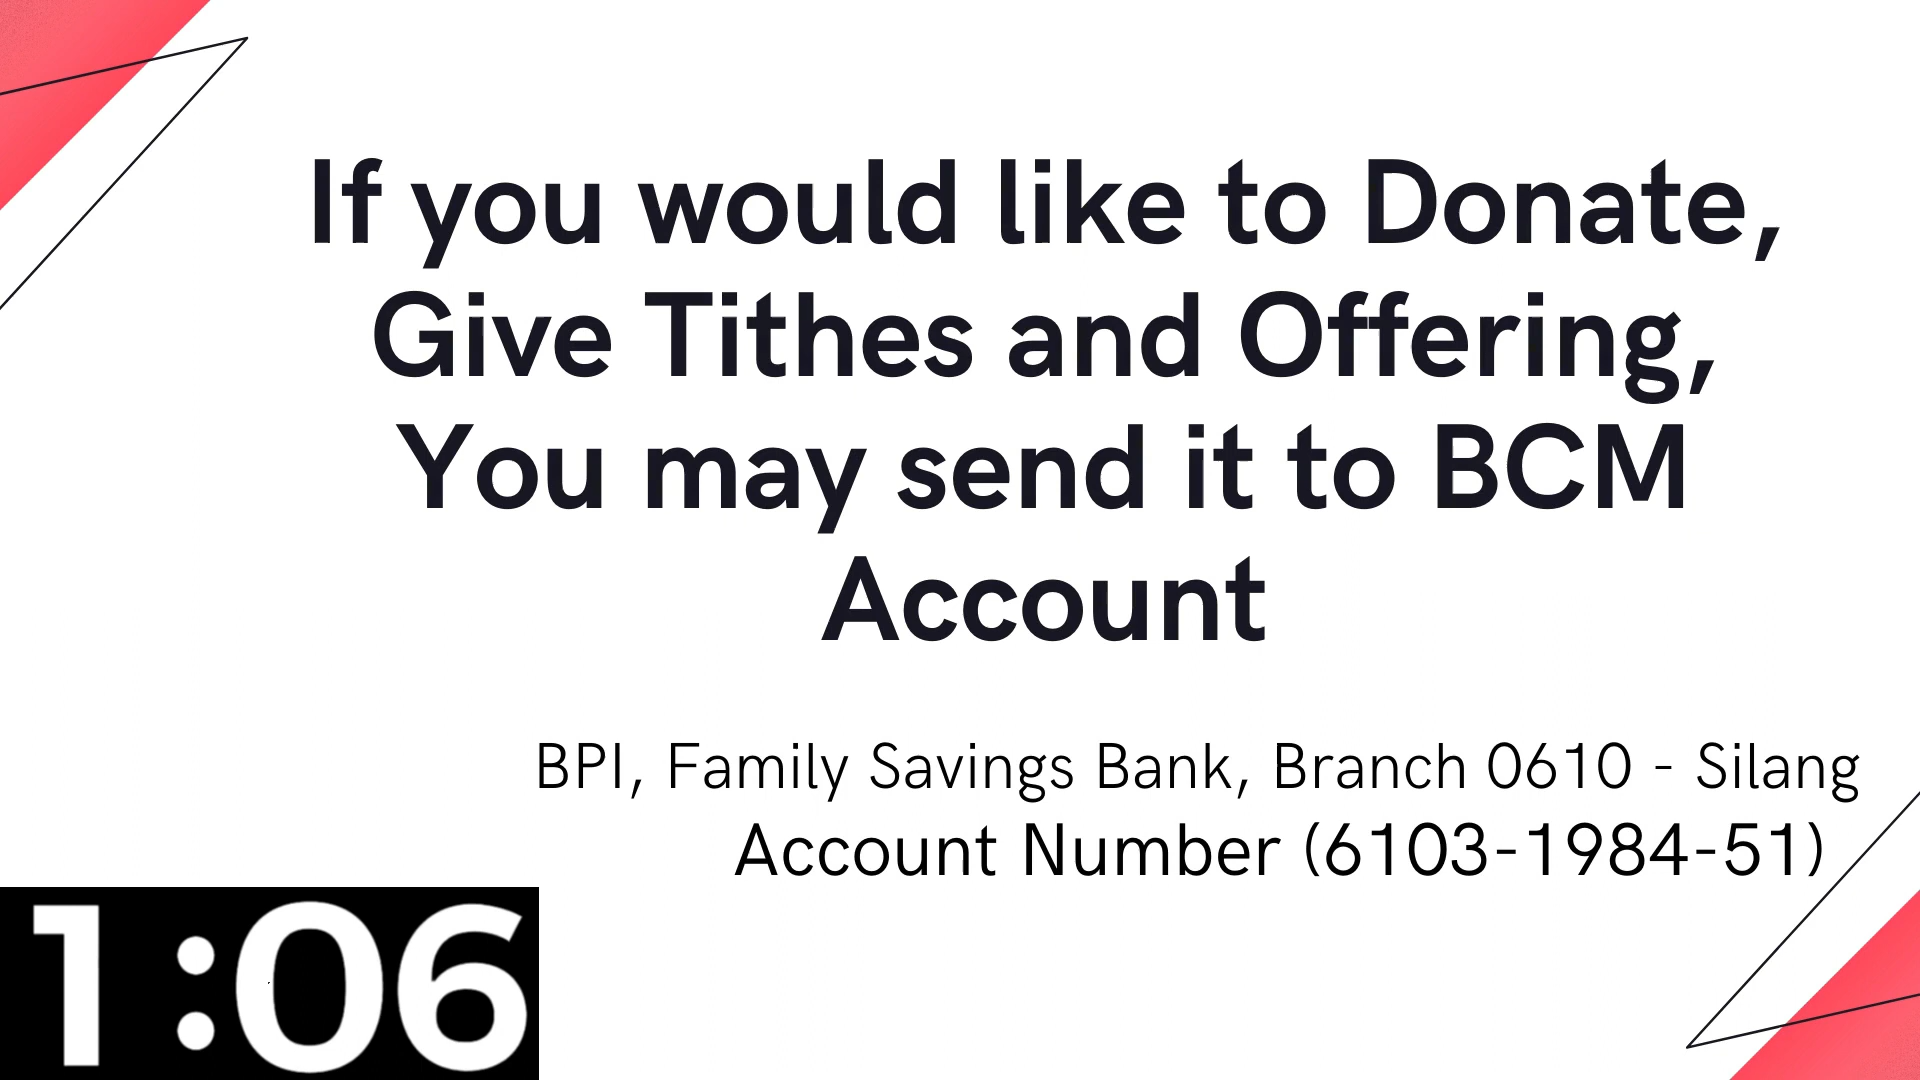 If you would like to Donate,
Give Tithes and Offering,
You may send it to BCM
Account
BPI, Family Savings Bank, Branch 0610 - Silang
Account Number (6103-1984-51)
1:06